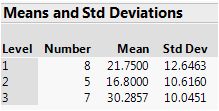 Means and Std Deviations
Level Number Mean Std Dev
1 8 21.7500 12.6463
2 5 16.8000 10.6160
3 7 30.2857 10.0451